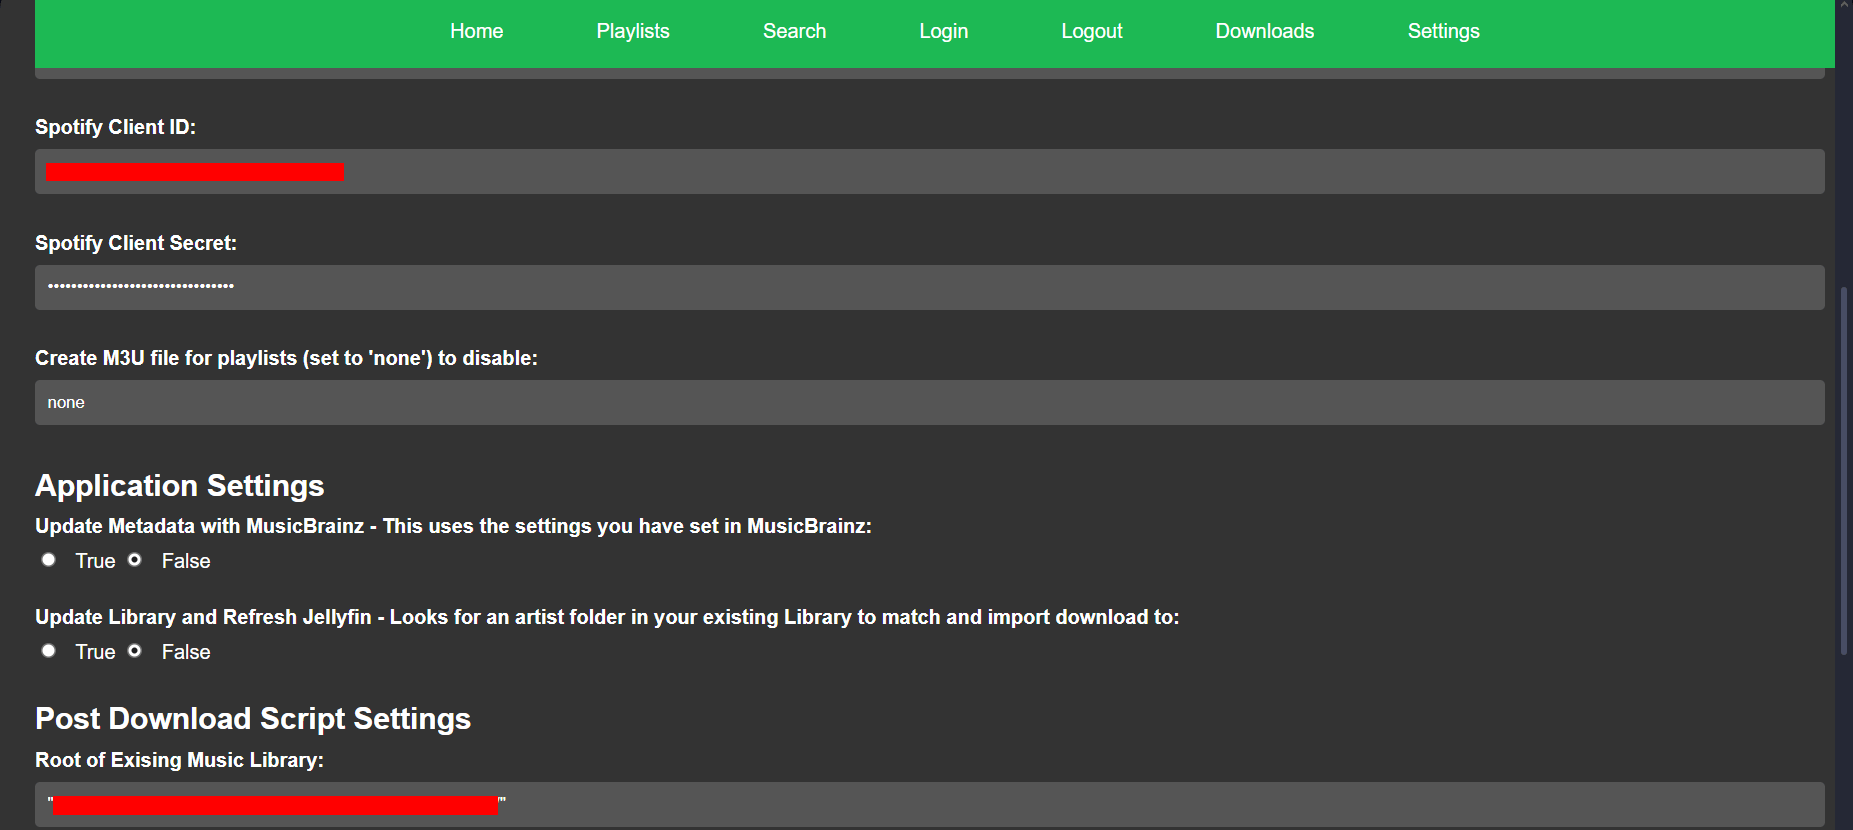 Home Playlists Search Login Logout Downloads Settings
Spotify Client ID:
Spotify Client Secret:
••••••••••••••••••••••••••••••••
Create M3U file for playlists (set to 'none') to disable:
none
Application Settings
Update Metadata with MusicBrainz - This uses the settings you have set in MusicBrainz:
True False
Update Library and Refresh Jellyfin - Looks for an artist folder in your existing Library to match and import download to:
True False
Post Download Script Settings
Root of Exising Music Library:
" /"